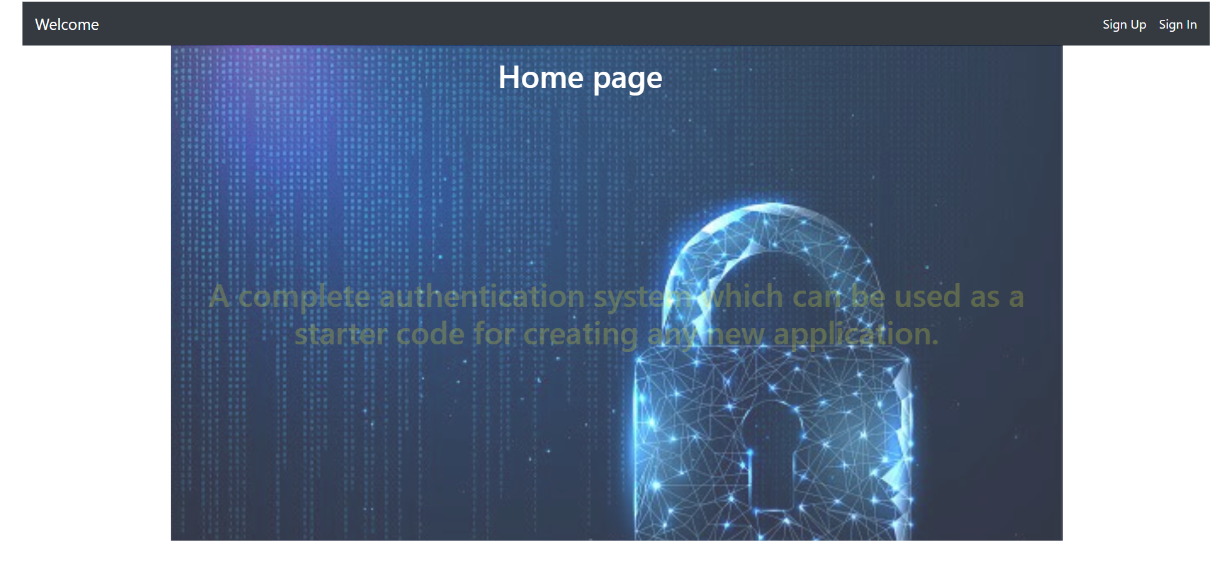 Welcome
Sign Up Sign In
Home page
A complete authentication system which can be used as a
starter code for creating any new application.